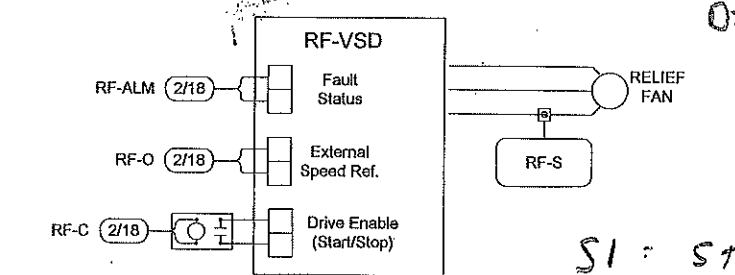 RF-VSD
RF-ALM 2/18 Fault Status
RELIEF FAN
RF-O 2/18 External Speed Ref.
RF-S
RF-C 2/18 Drive Enable (Start/Stop)
S1 :